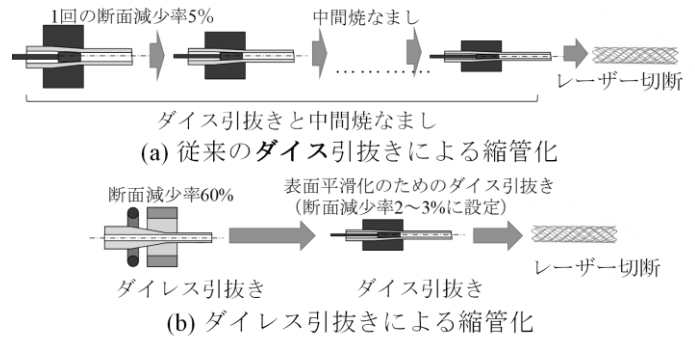 1回の断面減少率5%
中間焼なまし
‥‥‥‥‥
レーザー切断
ダイス引抜きと中間焼なまし
(a) 従来のダイス引抜きによる縮管化
断面減少率60%
表面平滑化のためのダイス引抜き
（断面減少率2～3%に設定）
ダイレス引抜き
ダイス引抜き
レーザー切断
(b) ダイレス引抜きによる縮管化